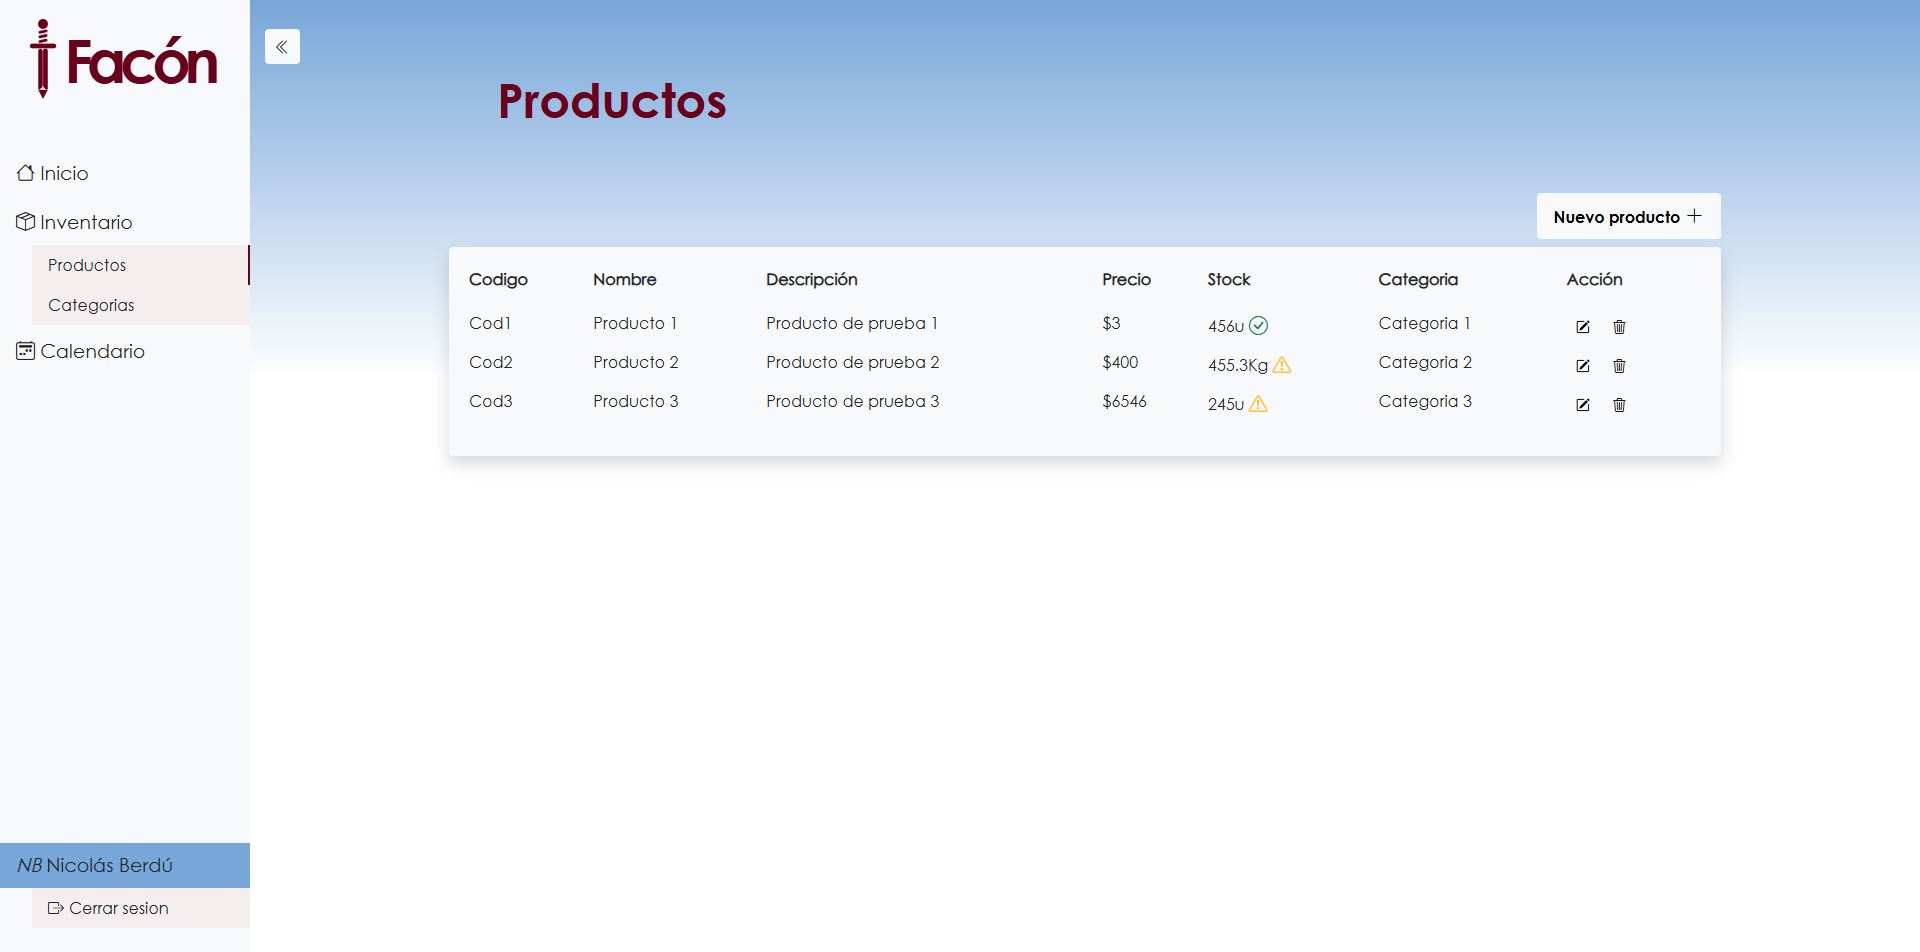 Facón
Inicio
Inventario
Productos
Categorias
Calendario
NB Nicolás Berdú
Cerrar sesion
Productos
Nuevo producto
Codigo Nombre Descripción Precio Stock Categoria Acción
Cod1 Producto 1 Producto de prueba 1 $3 456u Categoria 1
Cod2 Producto 2 Producto de prueba 2 $400 455.3Kg Categoria 2
Cod3 Producto 3 Producto de prueba 3 $6546 245u Categoria 3